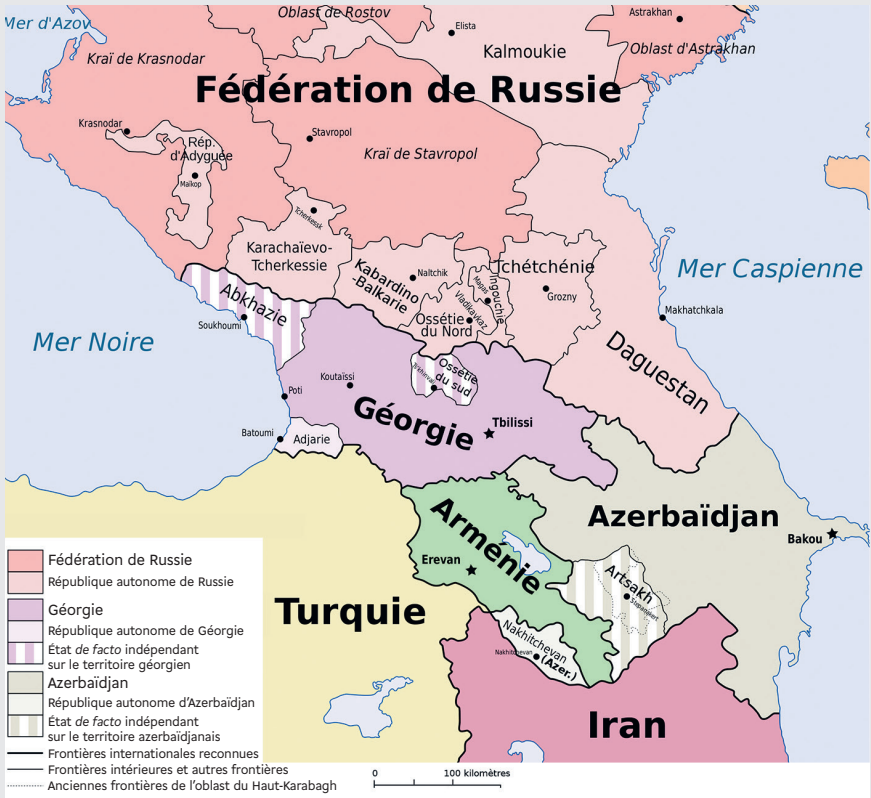 Mer d'Azov
Oblast de Rostov
Elista
Astrakhan
Kalmoukie
Oblast d'Astrakhan
Kraï de Krasnodar
Fédération de Russie
Krasnodar
Stavropol
Rép.
d'Adyguée
Kraï de Stavropol
Maïkop
Tcherkessk
Karachaïevo-
Tcherkessie
Kabardino
-Balkarie
Naltchik
Magas
Ingouchie
Tchétchénie
Grozny
Mer Caspienne
Vladikavkaz
Ossétie
du Nord
Makhatchkala
Abkhazie
Soukhoumi
Mer Noire
Daguestan
Ossétie
du sud
Tskhinvali
Koutaïssi
Poti
Géorgie
Tbilissi
Batoumi
Adjarie
Arménie
Azerbaïdjan
Bakou
Erevan
Artsakh
Stepanakert
Turquie
Nakhitchevan
(Azer.)
Nakhitchevan
Iran
Fédération de Russie
République autonome de Russie
Géorgie
République autonome de Géorgie
État de facto indépendant
sur le territoire géorgien
Azerbaïdjan
République autonome d'Azerbaïdjan
État de facto indépendant
sur le territoire azerbaïdjanais
Frontières internationales reconnues
Frontières intérieures et autres frontières
Anciennes frontières de l'oblast du Haut-Karabagh
0 100 kilomètres